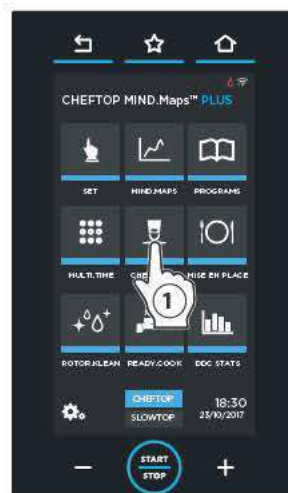 CHEFTOP MIND.Maps™ PLUS
SET MIND.MAPS PROGRAMS
MULTI.TIME MISE EN PLACE
1
ROTOR.KLEAN READY.COOK DDC STATS
CHEFTOP 18:30
SLOWTOP 23/10/2017
START
STOP